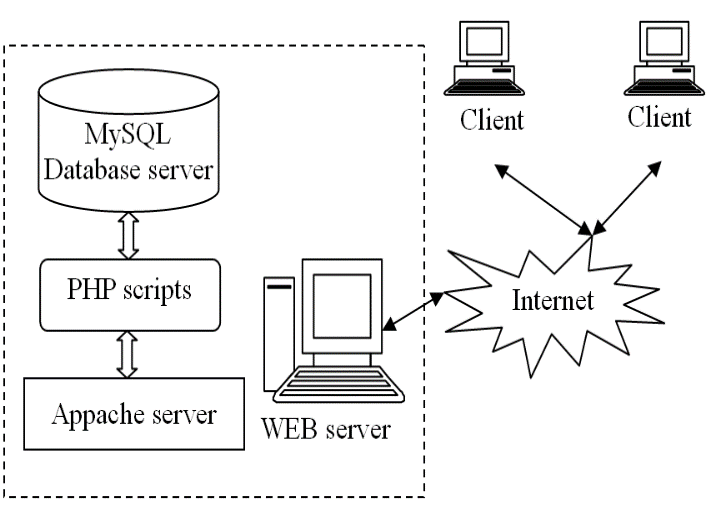 MySQL
Database server
PHP scripts
Appache server
WEB server
Client
Client
Internet